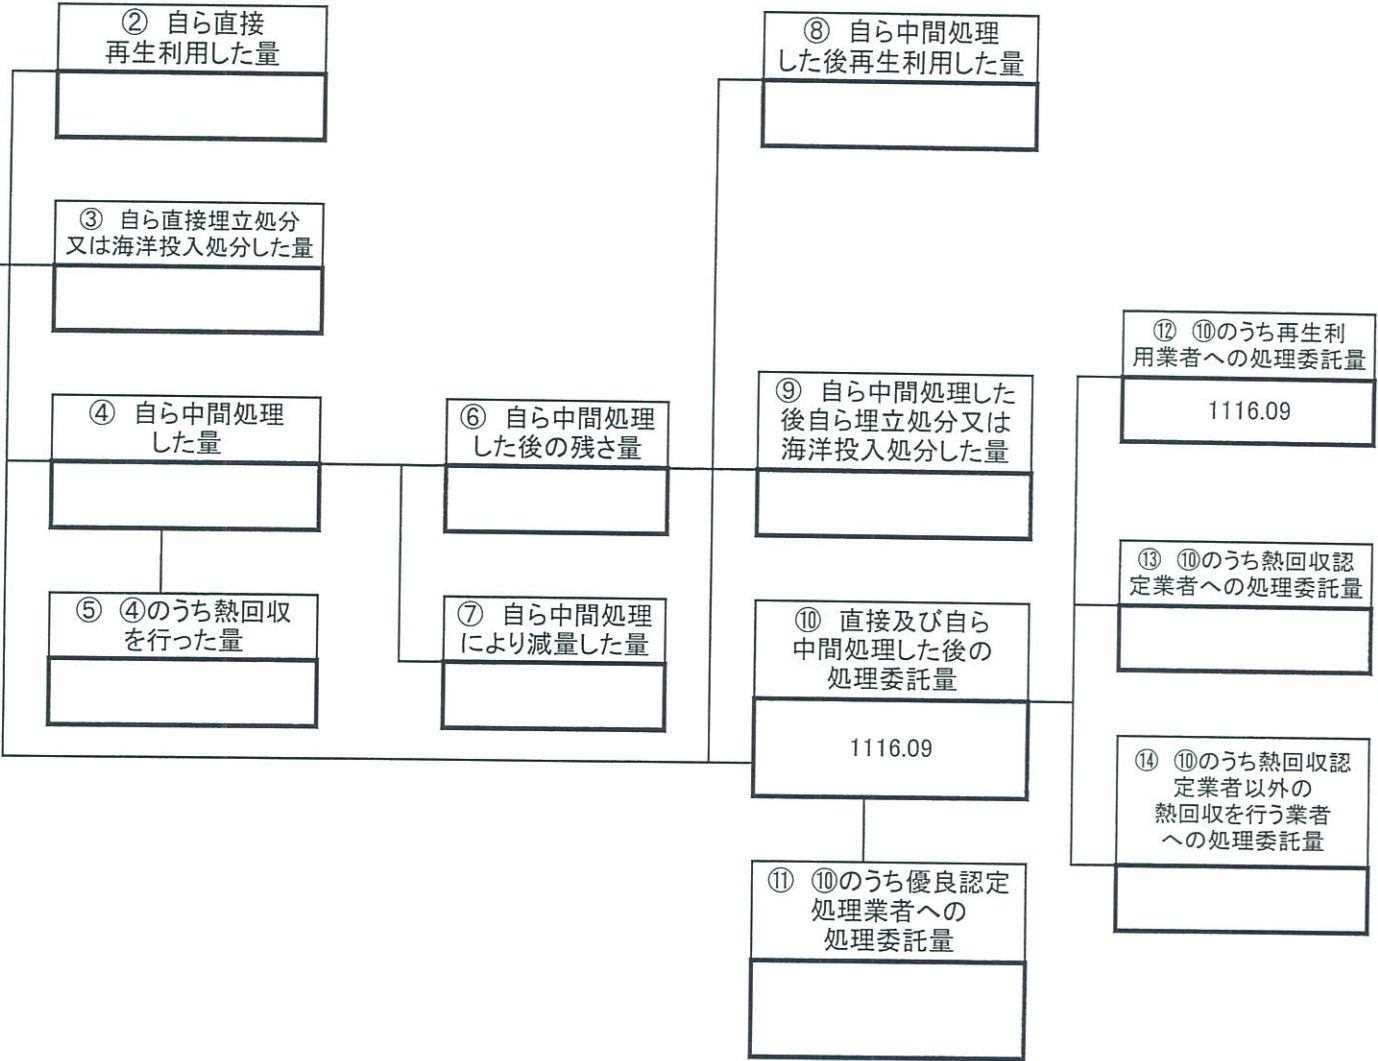 ② 自ら直接
再生利用した量
③ 自ら直接埋立処分
又は海洋投入処分した量
④ 自ら中間処理
した量
⑤ ④のうち熱回収
を行った量
⑥ 自ら中間処理
した後の残さ量
⑦ 自ら中間処理
により減量した量
⑧ 自ら中間処理
した後再生利用した量
⑨ 自ら中間処理した
後自ら埋立処分又は
海洋投入処分した量
⑩ 直接及び自ら
中間処理した後の
処理委託量
1116.09
⑪ ⑩のうち優良認定
処理業者への
処理委託量
⑫ ⑩のうち再生利
用業者への処理委託量
1116.09
⑬ ⑩のうち熱回収認
定業者への処理委託量
⑭ ⑩のうち熱回収認
定業者以外の
熱回収を行う業者
への処理委託量